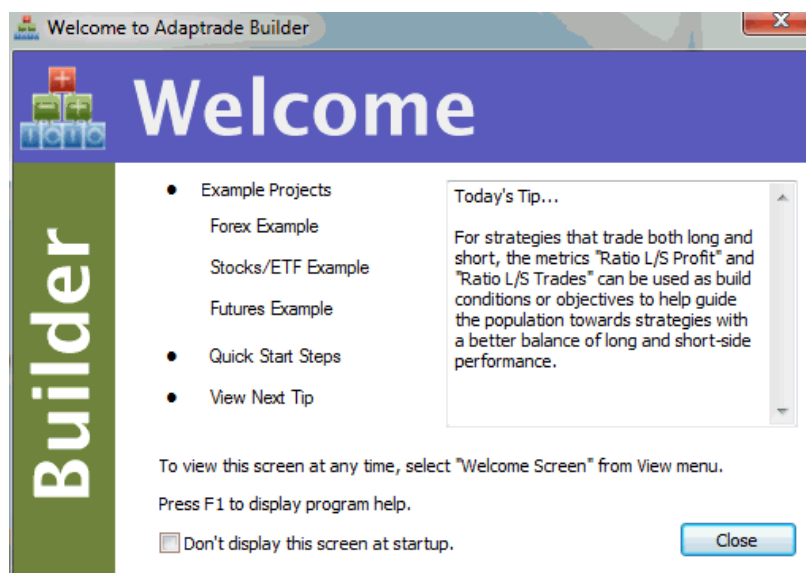 Welcome to Adaptrade Builder
Welcome
Builder
Example Projects
Forex Example
Stocks/ETF Example
Futures Example
Quick Start Steps
View Next Tip
Today's Tip...
For strategies that trade both long and
short, the metrics "Ratio L/S Profit" and
"Ratio L/S Trades" can be used as build
conditions or objectives to help guide
the population towards strategies with
a better balance of long and short-side
performance.
To view this screen at any time, select "Welcome Screen" from View menu.
Press F1 to display program help.
Don't display this screen at startup.
Close